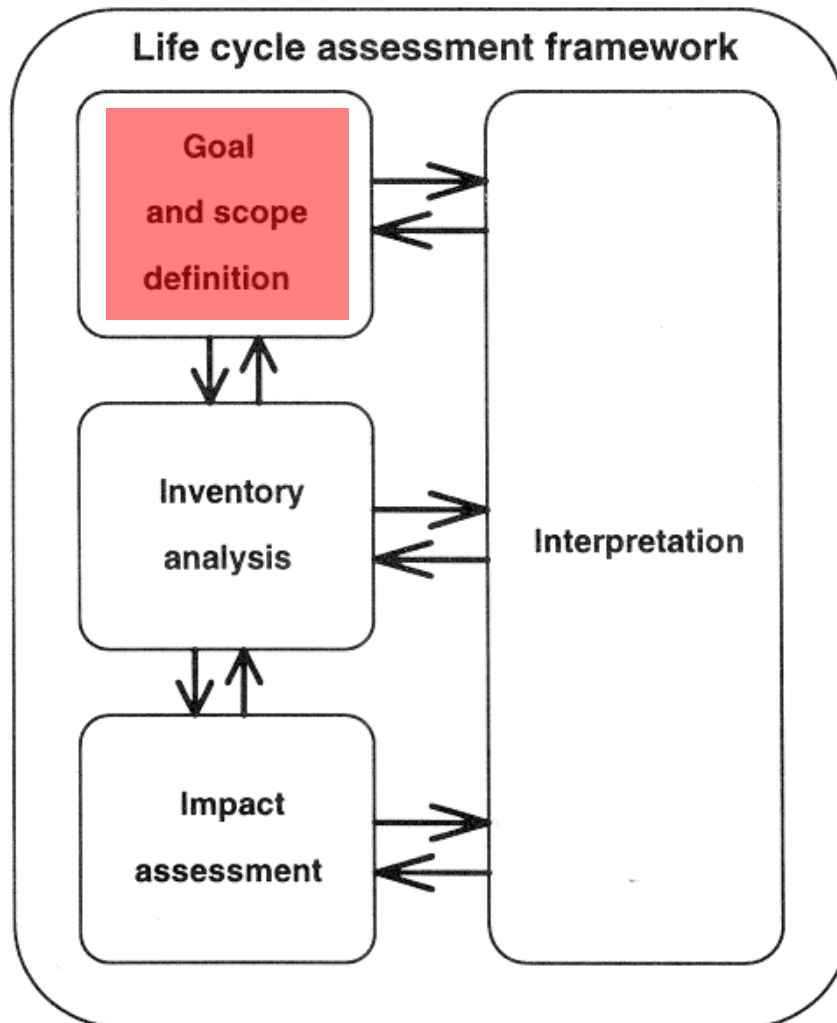 Life cycle assessment framework
Goal
and scope
definition
Inventory
analysis
Interpretation
Impact
assessment